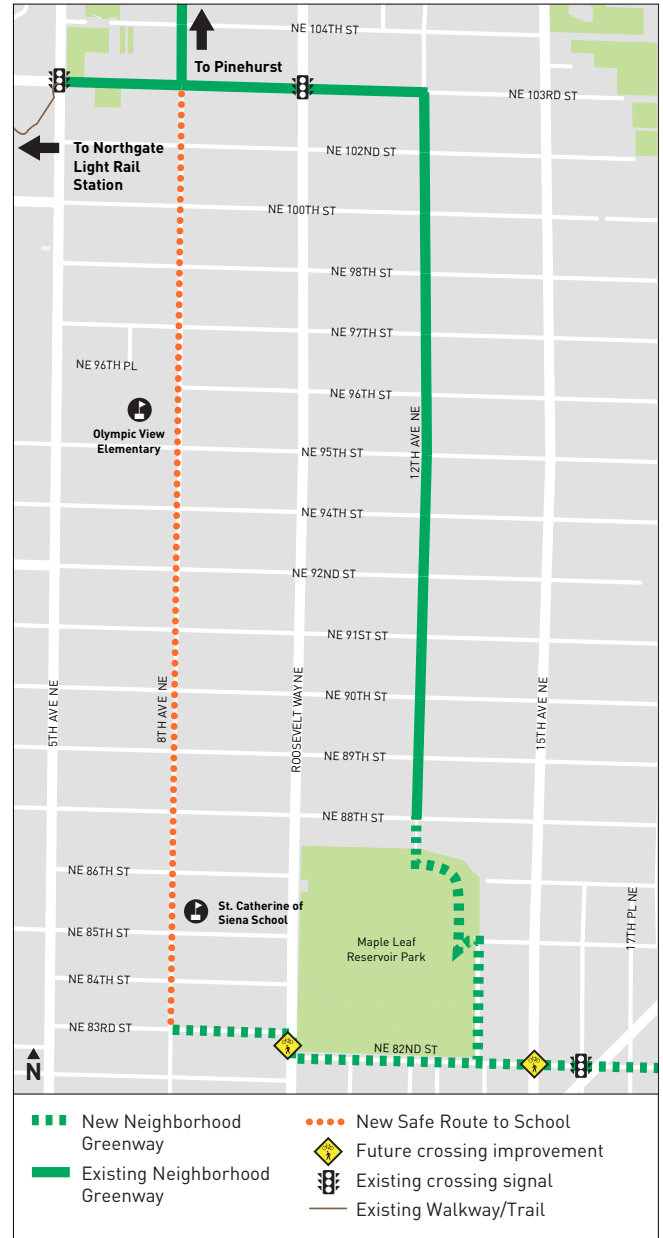 NE 104TH ST
To Pinehurst
NE 103RD ST
To Northgate
Light Rail
Station
NE 102ND ST
NE 100TH ST
NE 98TH ST
NE 97TH ST
NE 96TH PL
NE 96TH ST
Olympic View
Elementary
12TH AVE NE
NE 95TH ST
NE 94TH ST
NE 92ND ST
NE 91ST ST
5TH AVE NE
8TH AVE NE
ROOSEVELT WAY NE
15TH AVE NE
NE 90TH ST
NE 89TH ST
NE 88TH ST
NE 86TH ST
St. Catherine of
Siena School
17TH PL NE
NE 85TH ST
Maple Leaf
Reservoir Park
NE 84TH ST
NE 83RD ST
NE 82ND ST
N
New Neighborhood
Greenway
Existing Neighborhood
Greenway
New Safe Route to School
Future crossing improvement
Existing crossing signal
Existing Walkway/Trail